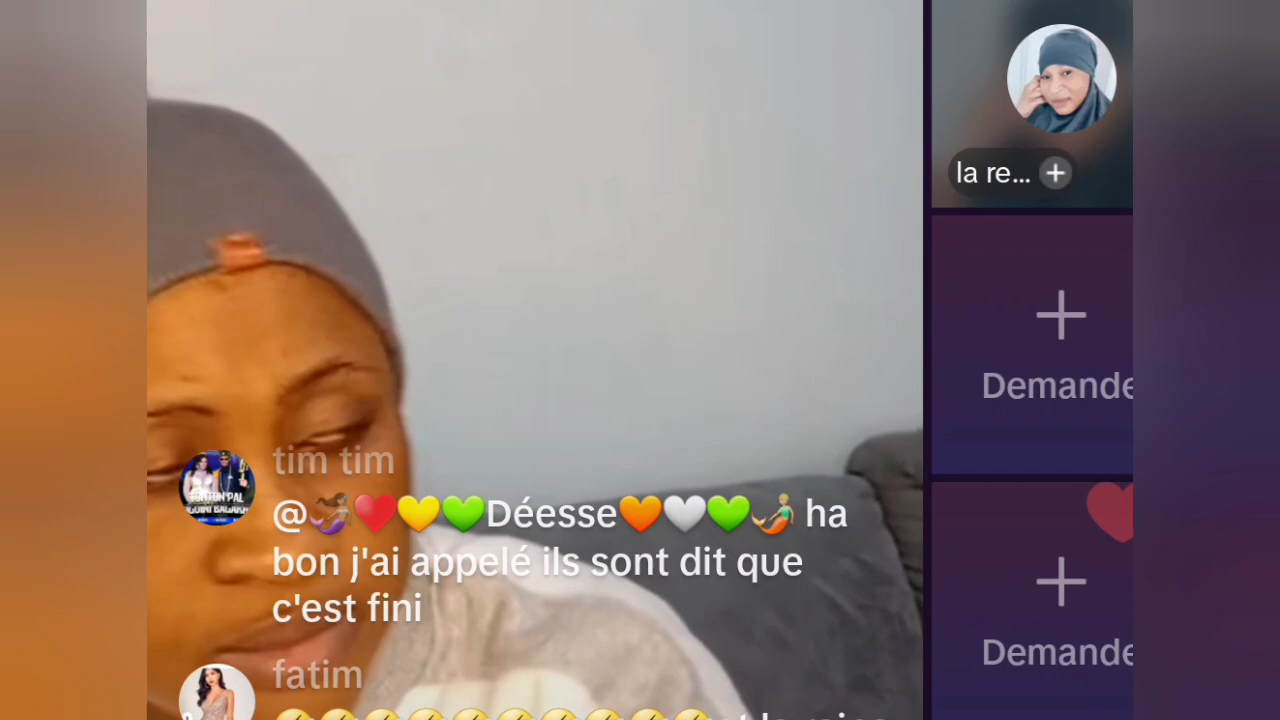 la re...
Demande
tim tim
@🧜🏽‍♀️❤️💛💚Déesse🧡🤍💚🧜🏼‍♂️ ha
bon j'ai appelé ils sont dit que
c'est fini
Demande
fatim